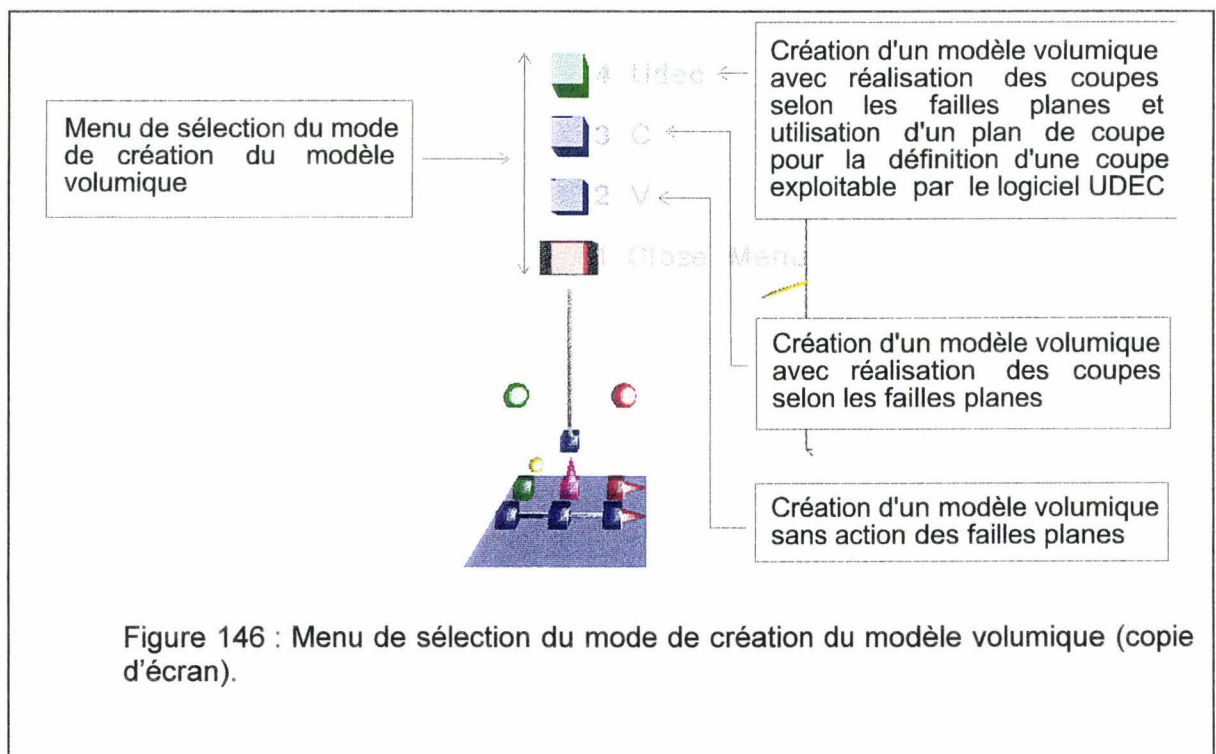 Menu de sélection du mode
de création du modèle
volumique
4 Udec
3 C
2 V
1 Close Menu
Création d'un modèle volumique
avec réalisation des coupes
selon les failles planes et
utilisation d'un plan de coupe
pour la définition d'une coupe
exploitable par le logiciel UDEC
Création d'un modèle volumique
avec réalisation des coupes
selon les failles planes
Création d'un modèle volumique
sans action des failles planes
Figure 146 : Menu de sélection du mode de création du modèle volumique (copie
d'écran).